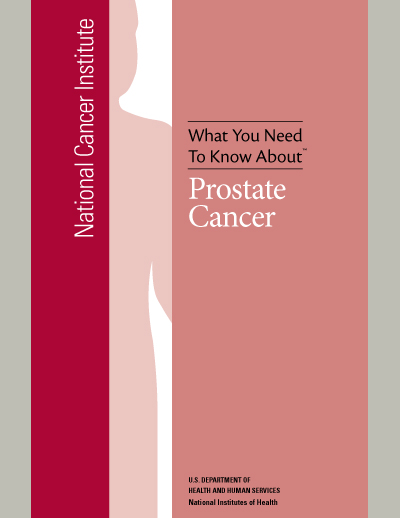 National Cancer Institute
What You Need
To Know About™
Prostate
Cancer
U.S. DEPARTMENT OF
HEALTH AND HUMAN SERVICES
National Institutes of Health